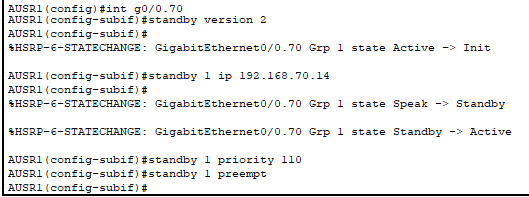 AUSR1(config)#int g0/0.70
AUSR1(config-subif)#standby version 2
AUSR1(config-subif)#
%HSRP-6-STATECHANGE: GigabitEthernet0/0.70 Grp 1 state Active -> Init
AUSR1(config-subif)#standby 1 ip 192.168.70.14
AUSR1(config-subif)#
%HSRP-6-STATECHANGE: GigabitEthernet0/0.70 Grp 1 state Speak -> Standby
%HSRP-6-STATECHANGE: GigabitEthernet0/0.70 Grp 1 state Standby -> Active
AUSR1(config-subif)#standby 1 priority 110
AUSR1(config-subif)#standby 1 preempt
AUSR1(config-subif)#